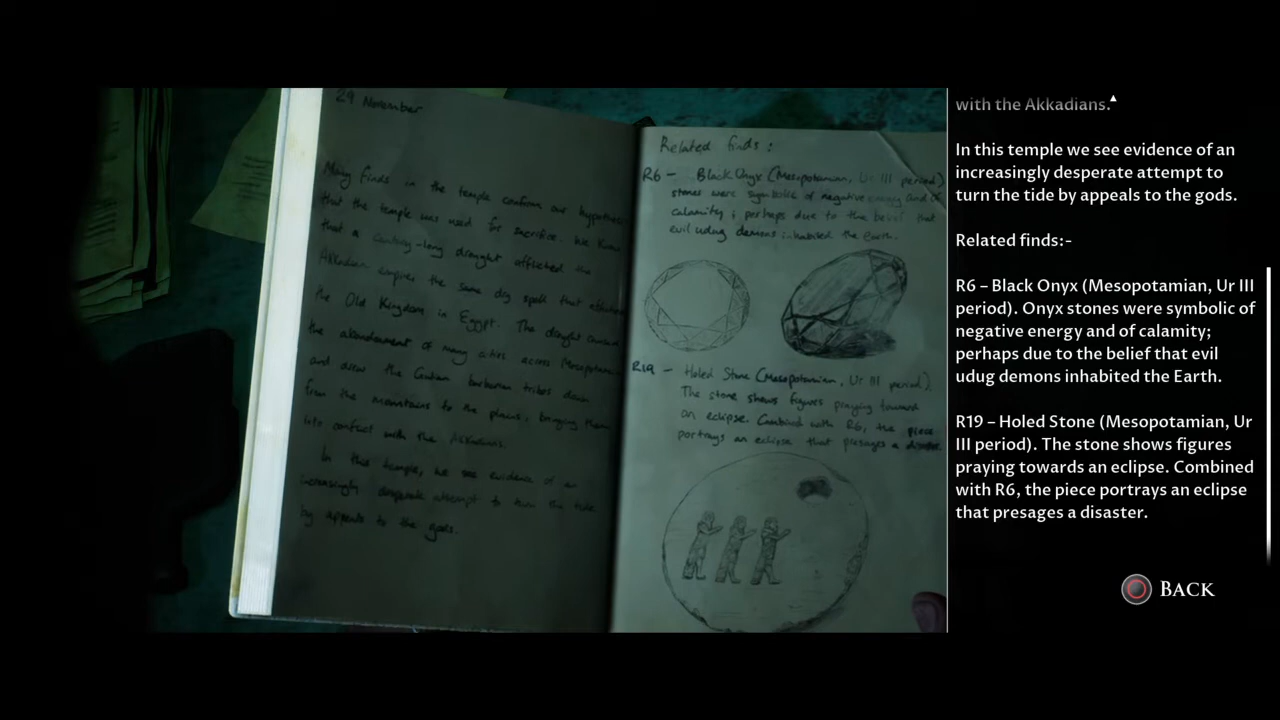 29 November
Many finds in the temple confirm our
that the temple was used for sacrifice. We know
that a century-long drought affected the
Akkadian empire, the same dry spell that
the Old Kingdom in Egypt. The drought
the abandonment of many cities across
and drew the Gutian barbarian tribes down
from the mountains to the plains, bringing them
into conflict with the Akkadians.
In this temple, we see evidence of an
increasingly desperate attempt to turn the tide
by appeals to the gods.
Related finds:
R6 - Black Onyx (Mesopotamian, Ur III period)
stones were symbolic of negative energy and of
calamity; perhaps due to the belief that
evil udug demons inhabited the Earth.
R19 - Holed Stone (Mesopotamian, Ur III period).
The stone shows figures praying toward
an eclipse. Combined with R6, the piece
portrays an eclipse that presages a disaster
with the Akkadians.
In this temple we see evidence of an
increasingly desperate attempt to
turn the tide by appeals to the gods.
Related finds:-
R6 – Black Onyx (Mesopotamian, Ur III
period). Onyx stones were symbolic of
negative energy and of calamity;
perhaps due to the belief that evil
udug demons inhabited the Earth.
R19 – Holed Stone (Mesopotamian, Ur
III period). The stone shows figures
praying towards an eclipse. Combined
with R6, the piece portrays an eclipse
that presages a disaster.
BACK